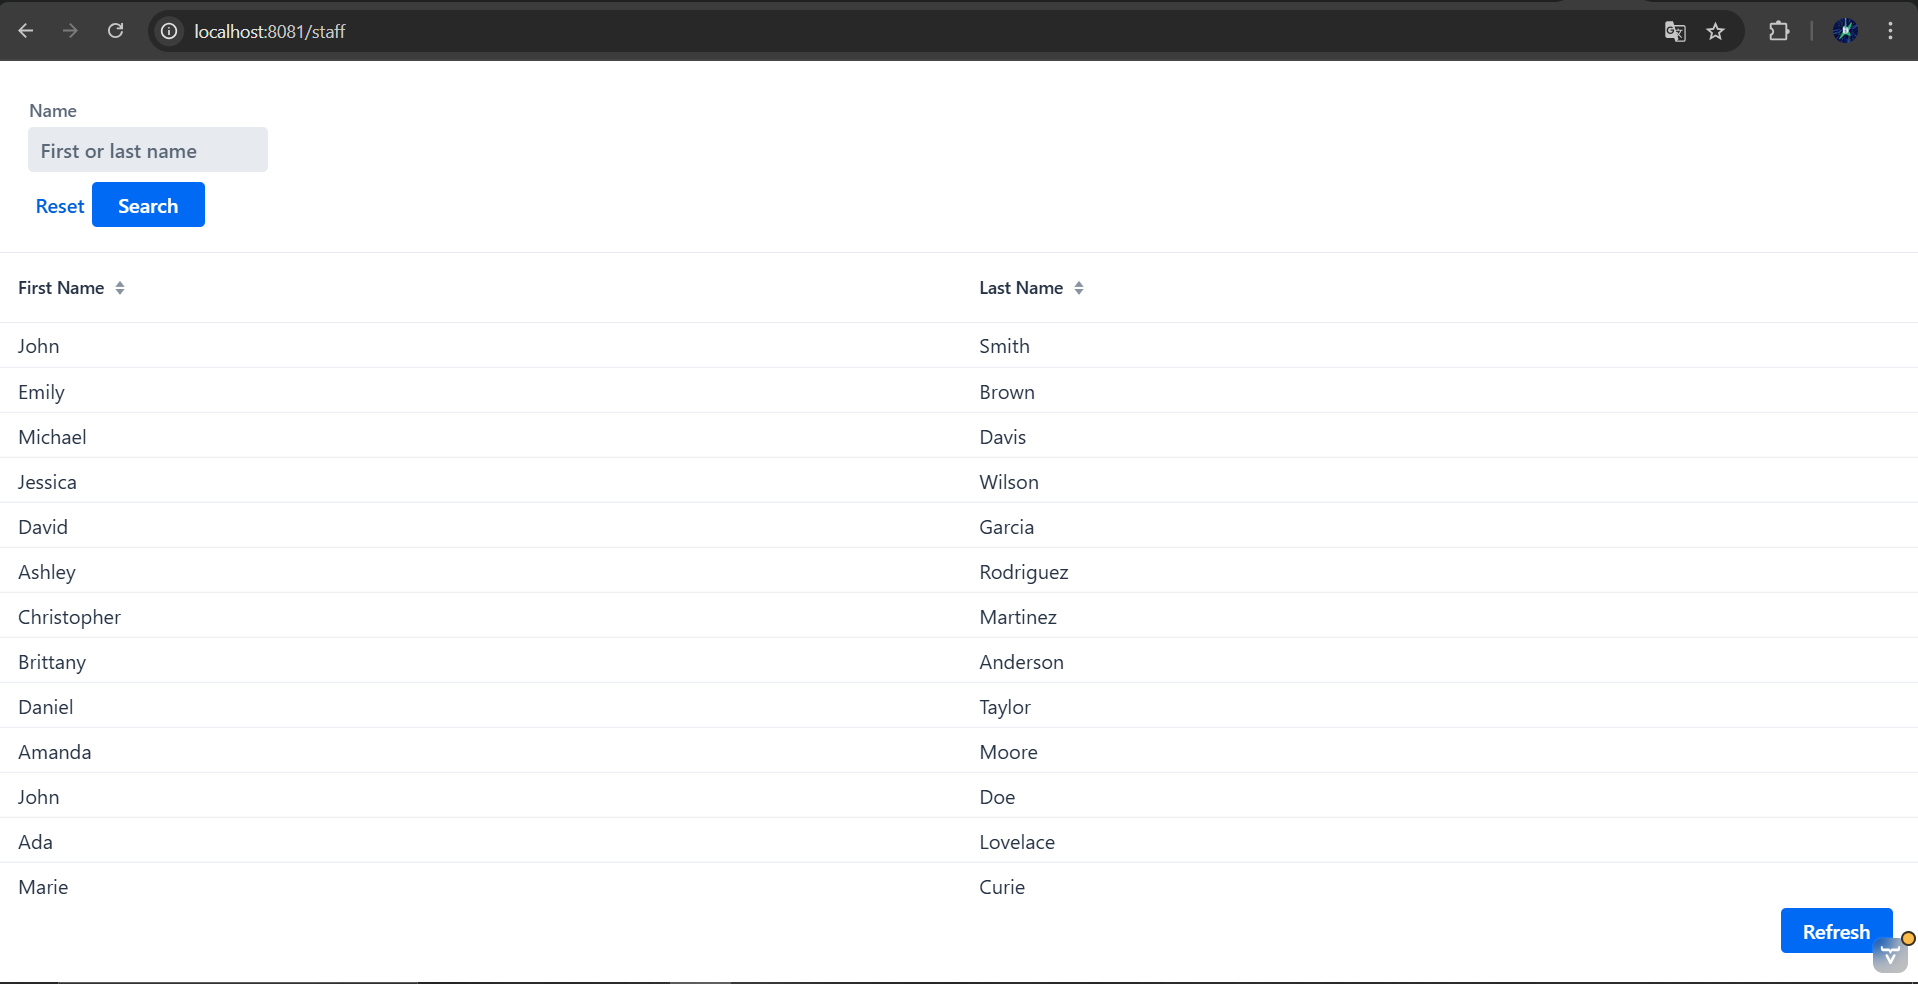 localhost:8081/staff
Name
First or last name
Reset Search
First Name Last Name
John Smith
Emily Brown
Michael Davis
Jessica Wilson
David Garcia
Ashley Rodriguez
Christopher Martinez
Brittany Anderson
Daniel Taylor
Amanda Moore
John Doe
Ada Lovelace
Marie Curie
Refresh